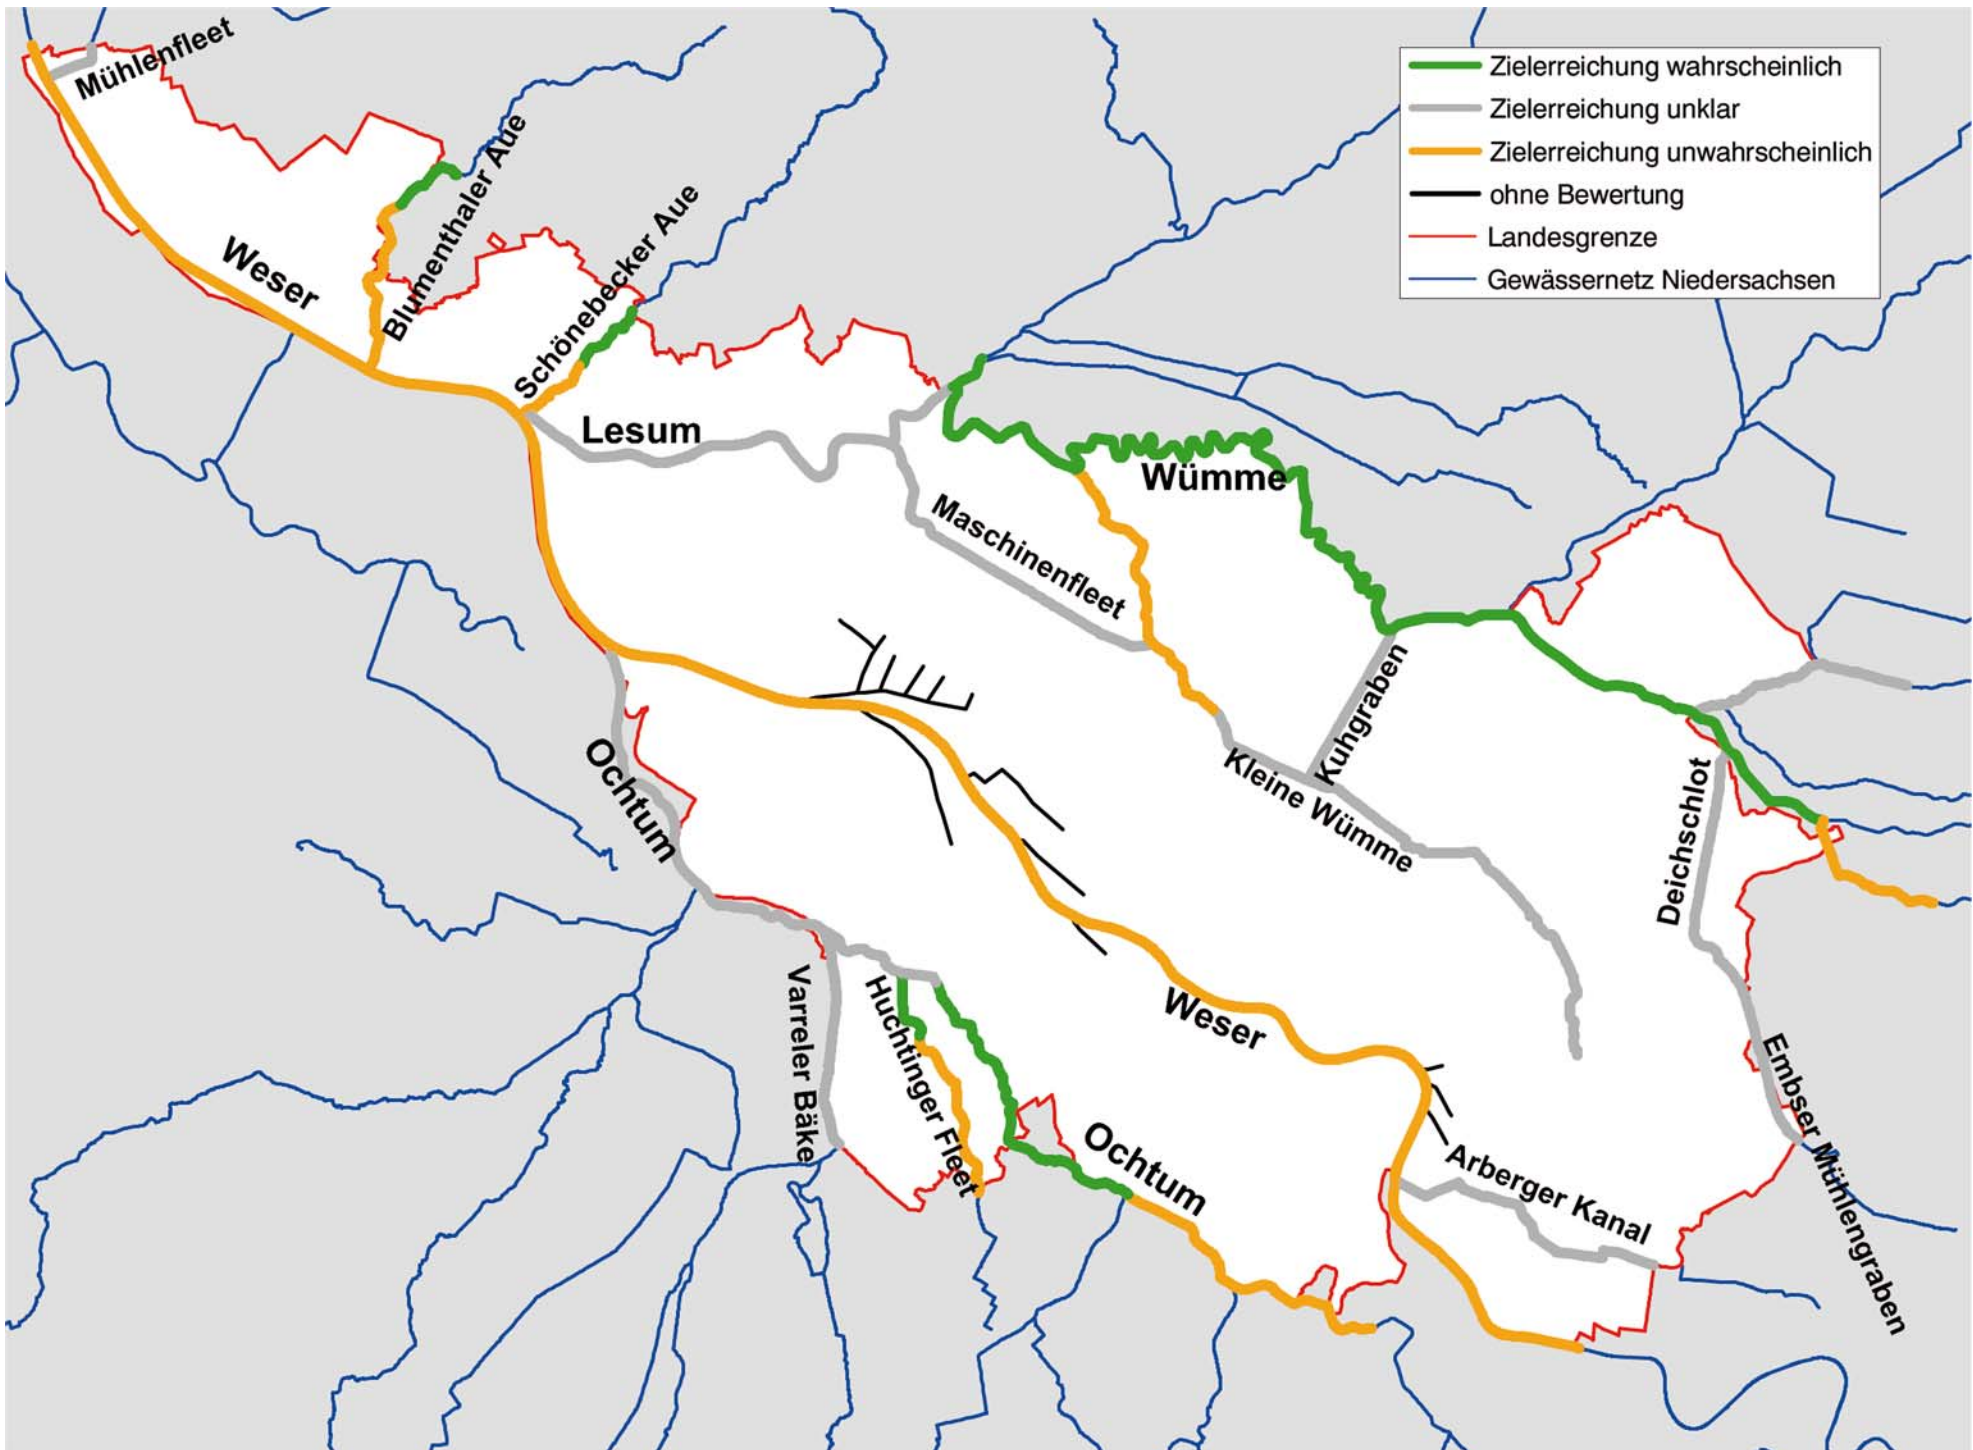 Mühlenfleet
Zielerreichung wahrscheinlich
Zielerreichung unklar
Zielerreichung unwahrscheinlich
ohne Bewertung
Landesgrenze
Gewässernetz Niedersachsen
Blumenthaler Aue
Schönebecker Aue
Weser
Lesum
Wümme
Maschinenfleet
Kuhgraben
Kleine Wümme
Ochtum
Deichschlot
Varreler Bäke
Huchtinger Fleet
Weser
Embser Mühlengraben
Ochtum
Arberger Kanal